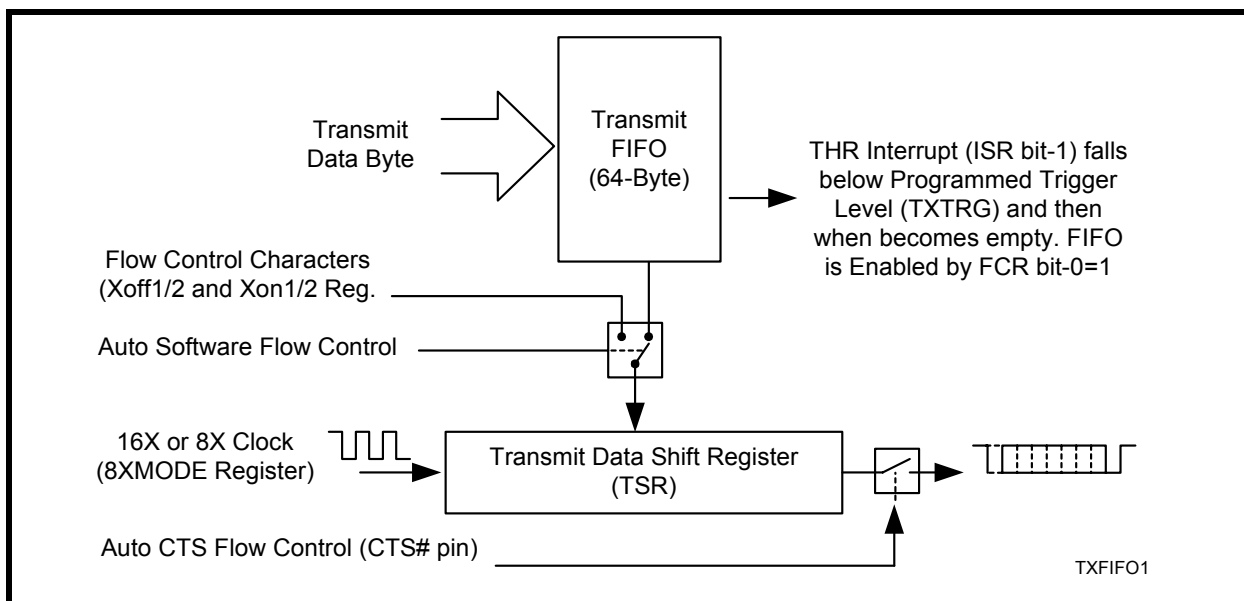 Transmit
Data Byte
Transmit
FIFO
(64-Byte)
THR Interrupt (ISR bit-1) falls
below Programmed Trigger
Level (TXTRG) and then
when becomes empty. FIFO
is Enabled by FCR bit-0=1
Flow Control Characters
(Xoff1/2 and Xon1/2 Reg.
Auto Software Flow Control
16X or 8X Clock
(8XMODE Register)
Transmit Data Shift Register
(TSR)
Auto CTS Flow Control (CTS# pin)
TXFIFO1